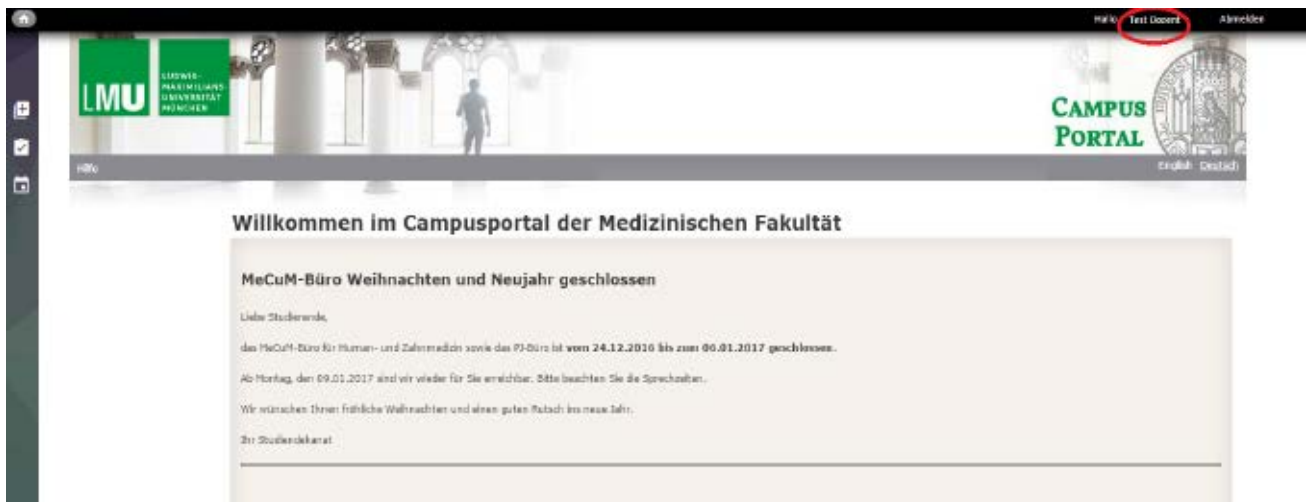 Hallo Test Dozent Abmelden
LMU
LUDWIG-
MAXIMILIANS-
UNIVERSITÄT
MÜNCHEN
CAMPUS
PORTAL
Hilfe
English Deutsch
Willkommen im Campusportal der Medizinischen Fakultät
MeCuM-Büro Weihnachten und Neujahr geschlossen
Liebe Studierende,
das MeCuM-Büro für Human- und Zahnmedizin sowie das PJ-Büro ist vom 24.12.2016 bis zum 06.01.2017 geschlossen.
Ab Montag, den 09.01.2017 sind wir wieder für Sie erreichbar. Bitte beachten Sie die Sprechzeiten.
Wir wünschen Ihnen fröhliche Weihnachten und einen guten Rutsch ins neue Jahr.
Ihr Studiendekanat